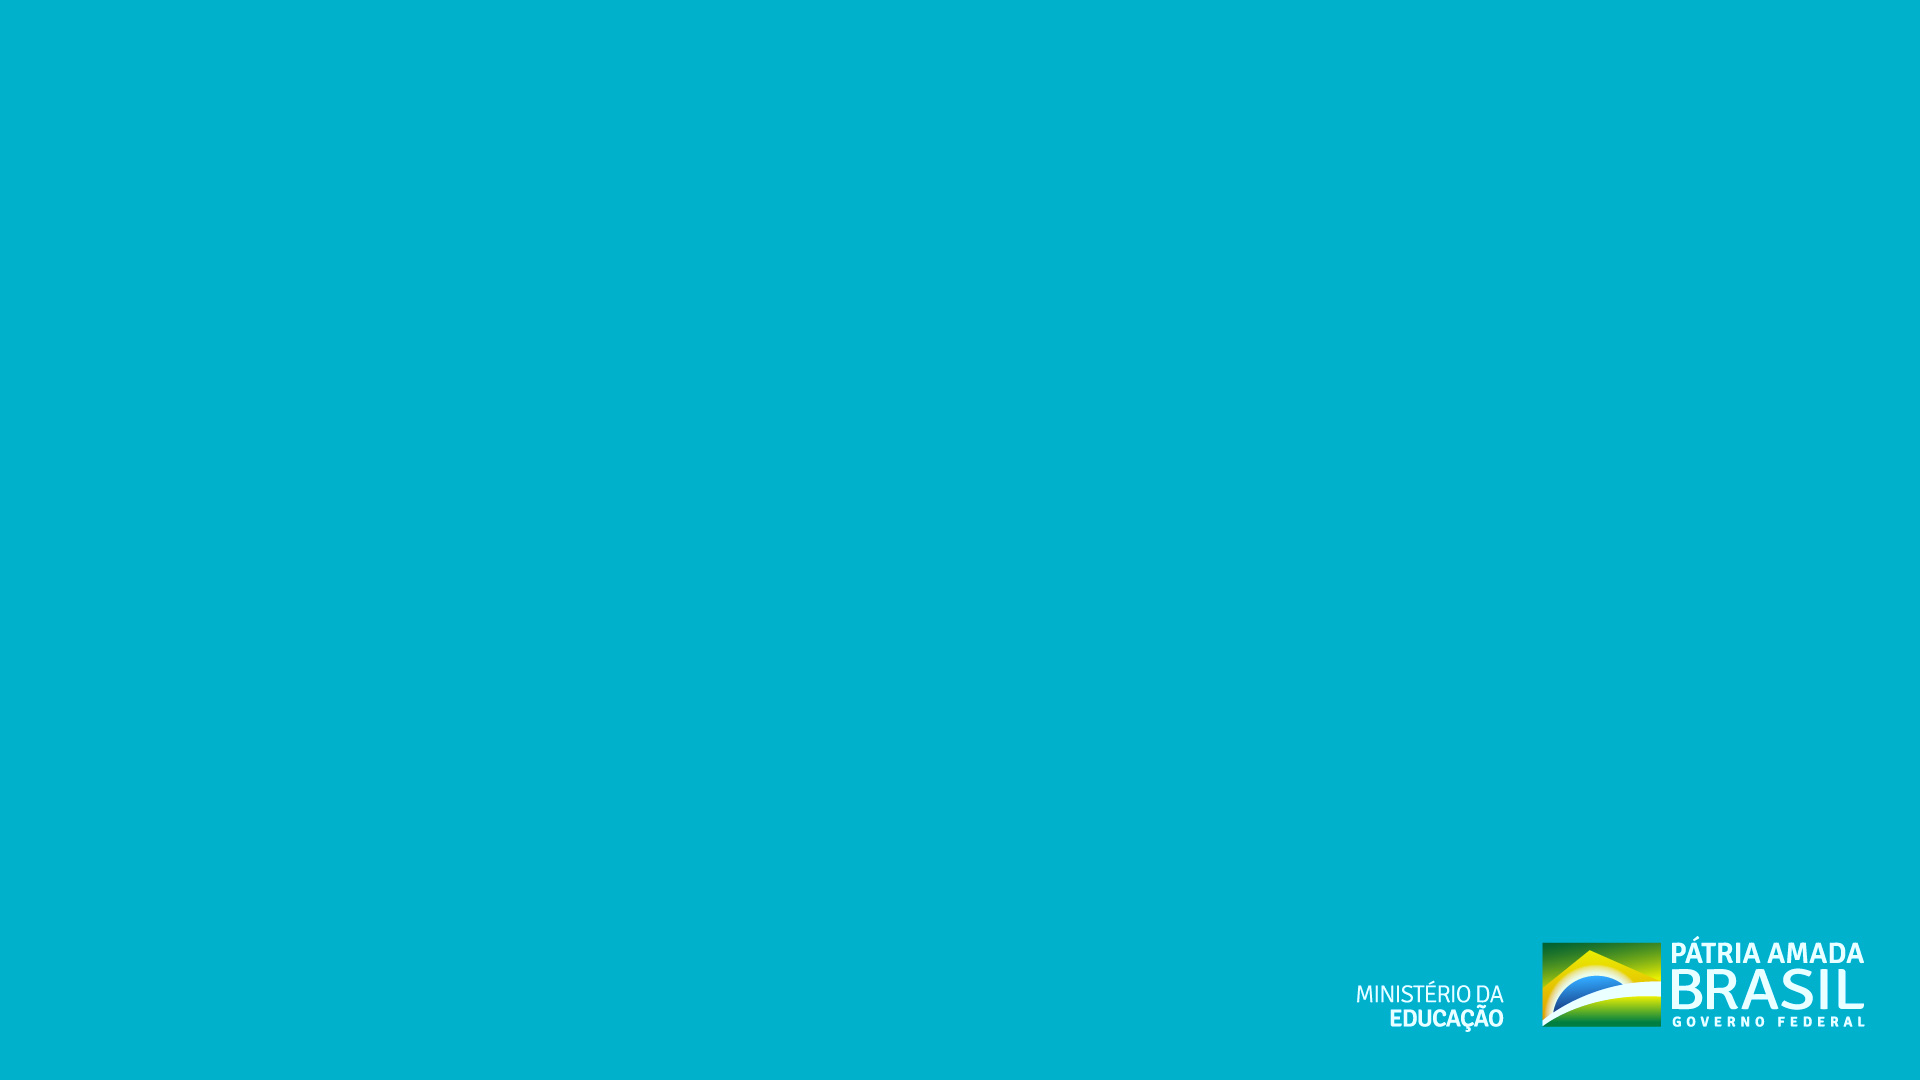 MINISTÉRIO DA
EDUCAÇÃO
PÁTRIA AMADA
BRASIL
GOVERNO FEDERAL